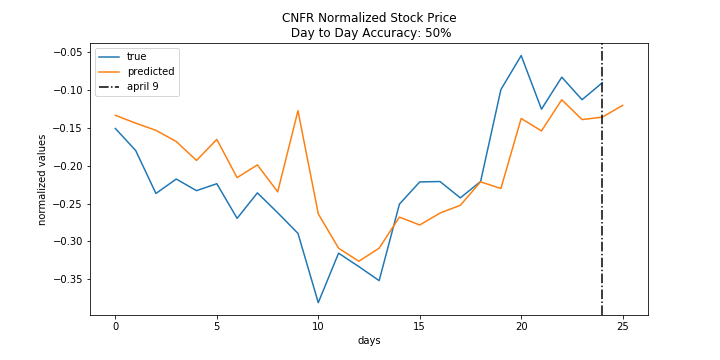 CNFR Normalized Stock Price
Day to Day Accuracy: 50%
true
predicted
april 9
normalized values
−0.05
−0.10
−0.15
−0.20
−0.25
−0.30
−0.35
0
5
10
15
20
25
days